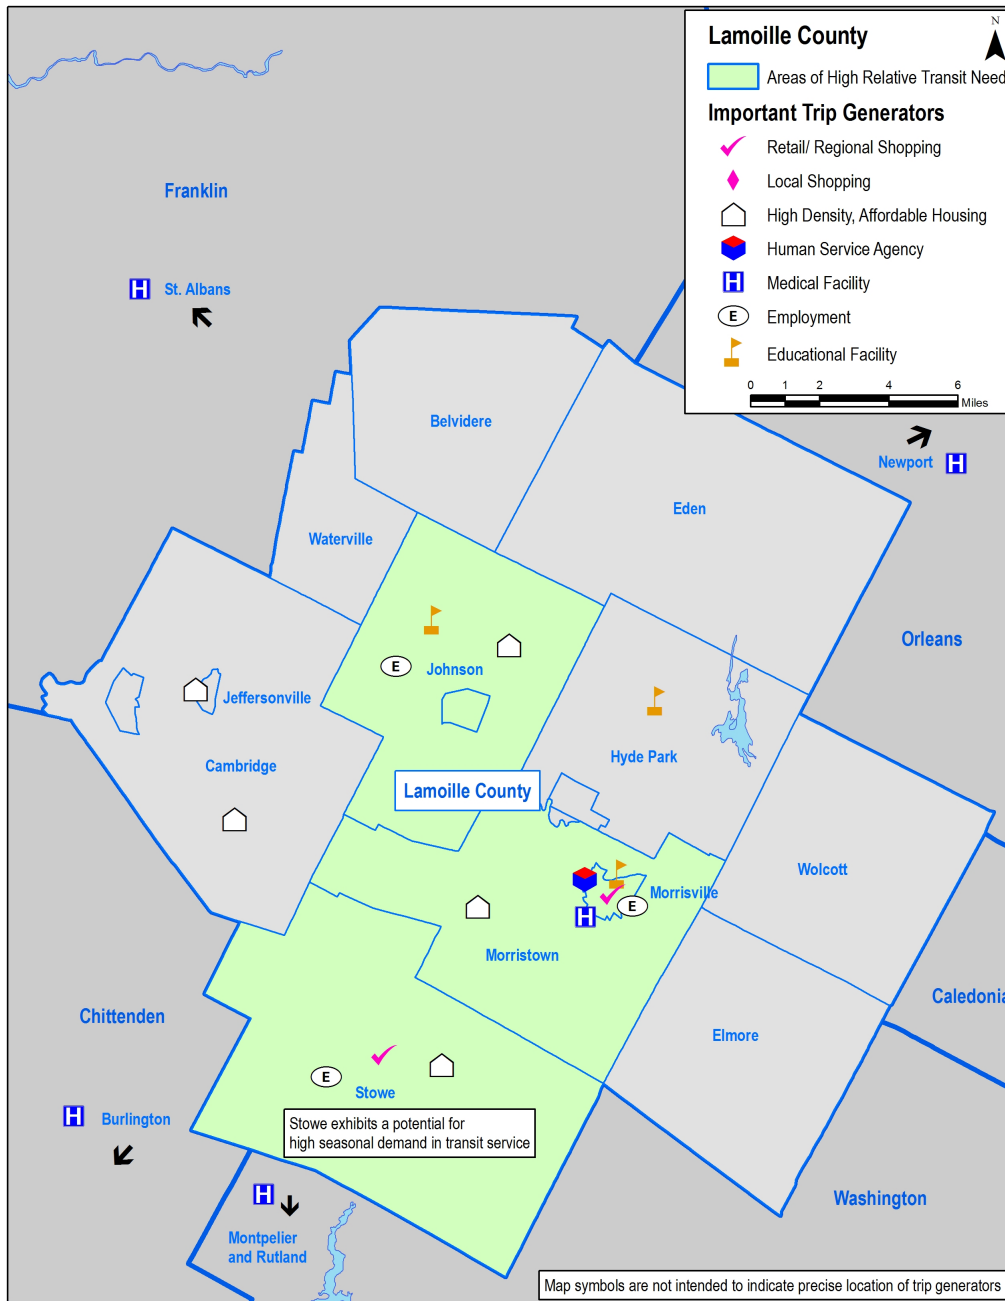 N
Lamoille County
Areas of High Relative Transit Need
Important Trip Generators
Retail/ Regional Shopping
Local Shopping
High Density, Affordable Housing
Human Service Agency
H Medical Facility
E Employment
Educational Facility
0 1 2 4 6
Miles
Franklin
H St. Albans
Belvidere
Newport H
Eden
Waterville
Orleans
E Johnson
Jeffersonville
Hyde Park
Cambridge
Lamoille County
Wolcott
Morrisville
E
H
Morristown
Caledonia
Chittenden
Elmore
E
Stowe
H Burlington
Stowe exhibits a potential for
high seasonal demand in transit service
H
Washington
Montpelier
and Rutland
Map symbols are not intended to indicate precise location of trip generators